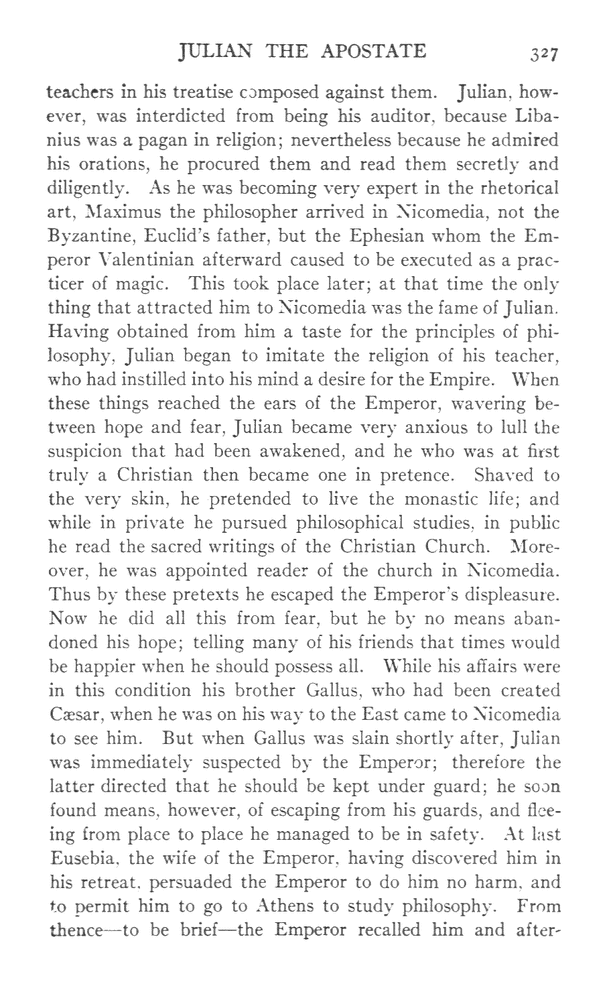 JULIAN THE APOSTATE 327
teachers in his treatise composed against them. Julian, how-
ever, was interdicted from being his auditor, because Liba-
nius was a pagan in religion; nevertheless because he admired
his orations, he procured them and read them secretly and
diligently. As he was becoming very expert in the rhetorical
art, Maximus the philosopher arrived in Nicomedia, not the
Byzantine, Euclid's father, but the Ephesian whom the Em-
peror Valentinian afterward caused to be executed as a prac-
ticer of magic. This took place later; at that time the only
thing that attracted him to Nicomedia was the fame of Julian.
Having obtained from him a taste for the principles of phi-
losophy, Julian began to imitate the religion of his teacher,
who had instilled into his mind a desire for the Empire. When
these things reached the ears of the Emperor, wavering be-
tween hope and fear, Julian became very anxious to lull the
suspicion that had been awakened, and he who was at first
truly a Christian then became one in pretence. Shaved to
the very skin, he pretended to live the monastic life; and
while in private he pursued philosophical studies, in public
he read the sacred writings of the Christian Church. More-
over, he was appointed reader of the church in Nicomedia.
Thus by these pretexts he escaped the Emperor's displeasure.
Now he did all this from fear, but he by no means aban-
doned his hope; telling many of his friends that times would
be happier when he should possess all. While his affairs were
in this condition his brother Gallus, who had been created
Cæsar, when he was on his way to the East came to Nicomedia
to see him. But when Gallus was slain shortly after, Julian
was immediately suspected by the Emperor; therefore the
latter directed that he should be kept under guard; he soon
found means, however, of escaping from his guards, and flee-
ing from place to place he managed to be in safety. At last
Eusebia, the wife of the Emperor, having discovered him in
his retreat, persuaded the Emperor to do him no harm, and
to permit him to go to Athens to study philosophy. From
thence—to be brief—the Emperor recalled him and after-